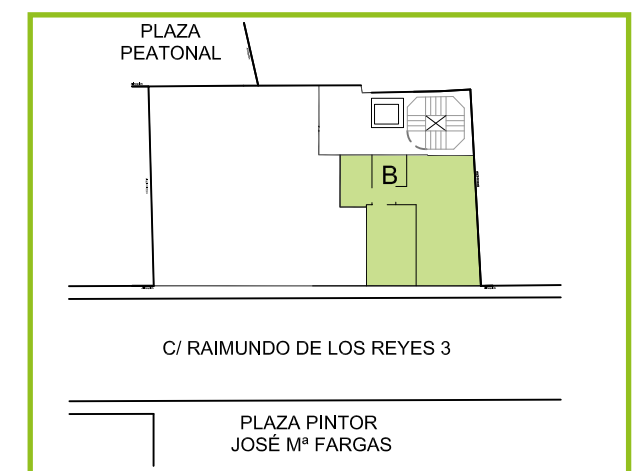 PLAZA
PEATONAL
B
C/ RAIMUNDO DE LOS REYES 3
PLAZA PINTOR
JOSÉ Mª FARGAS